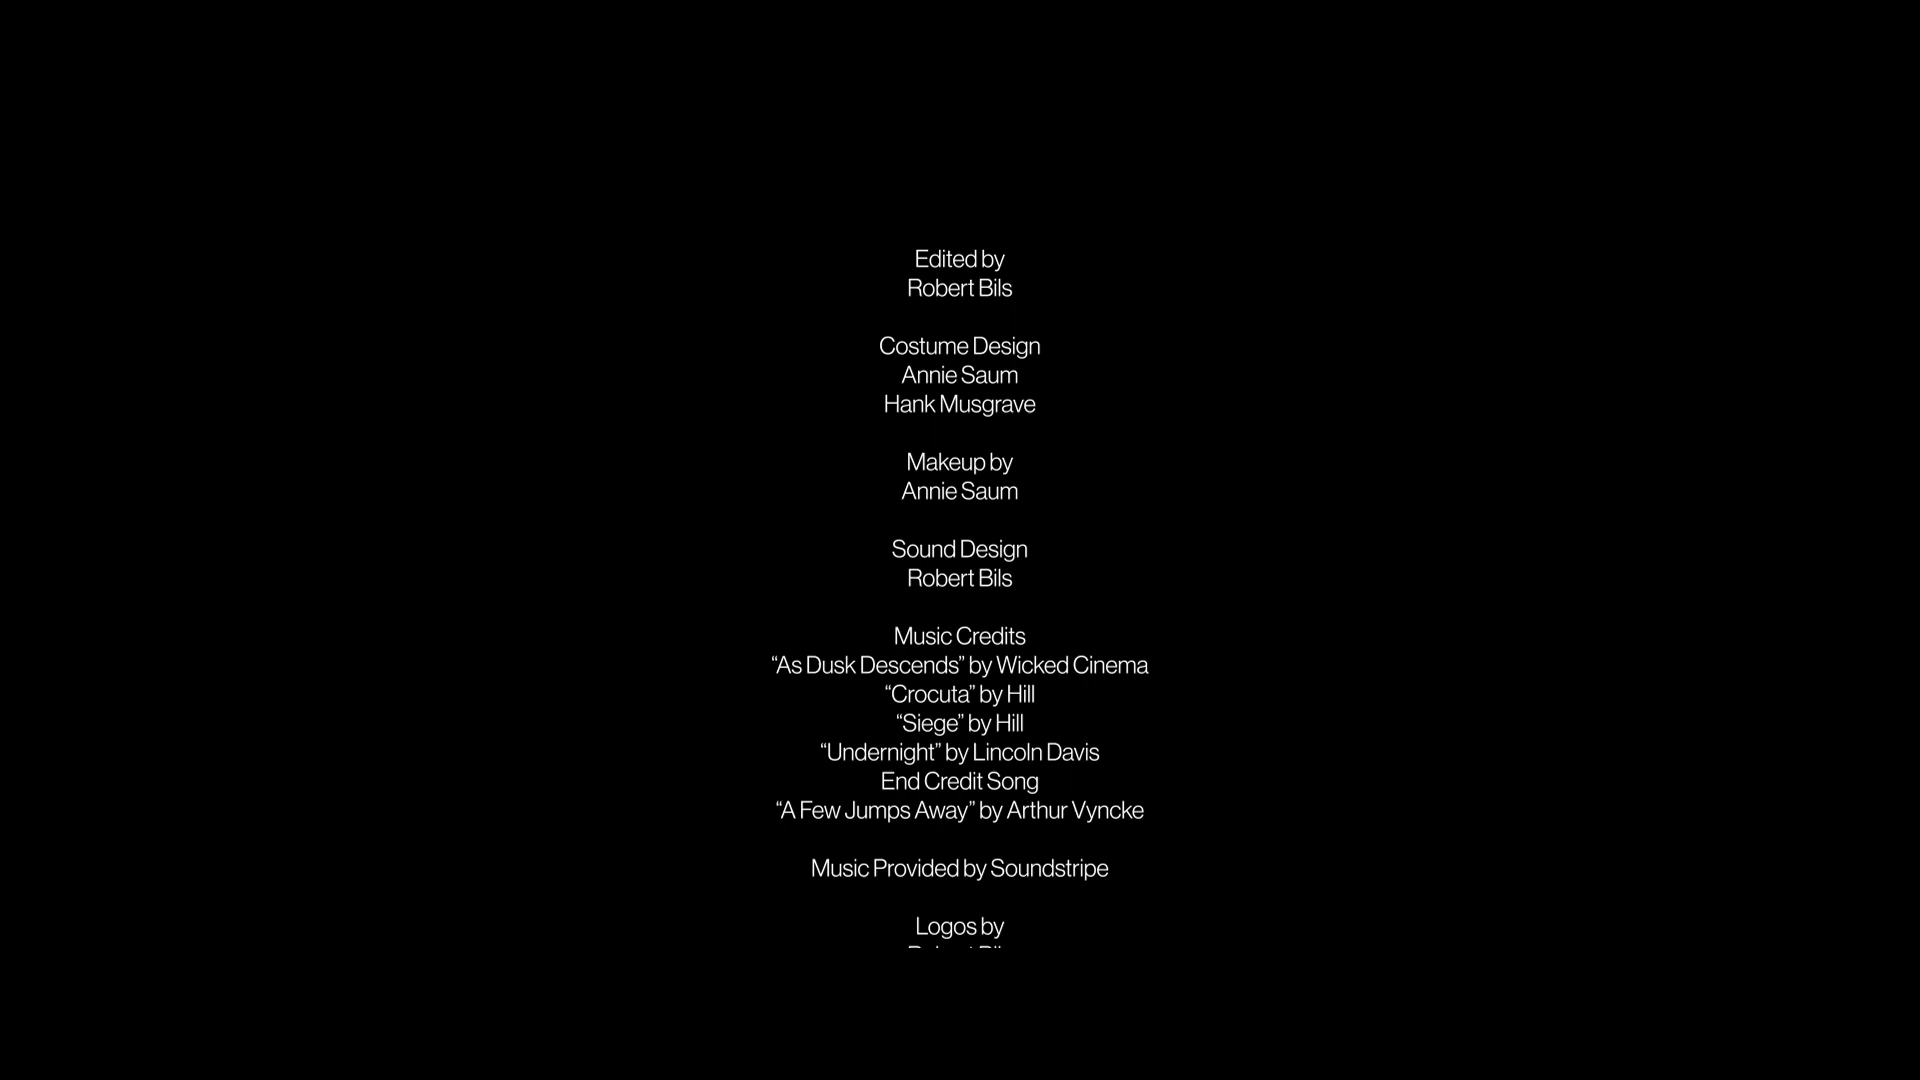 Edited by
Robert Bils
Costume Design
Annie Saum
Hank Musgrave
Makeup by
Annie Saum
Sound Design
Robert Bils
Music Credits
“As Dusk Descends” by Wicked Cinema
“Crocuta” by Hill
“Siege” by Hill
“Undernight” by Lincoln Davis
End Credit Song
“A Few Jumps Away” by Arthur Vyncke
Music Provided by Soundstripe
Logos by